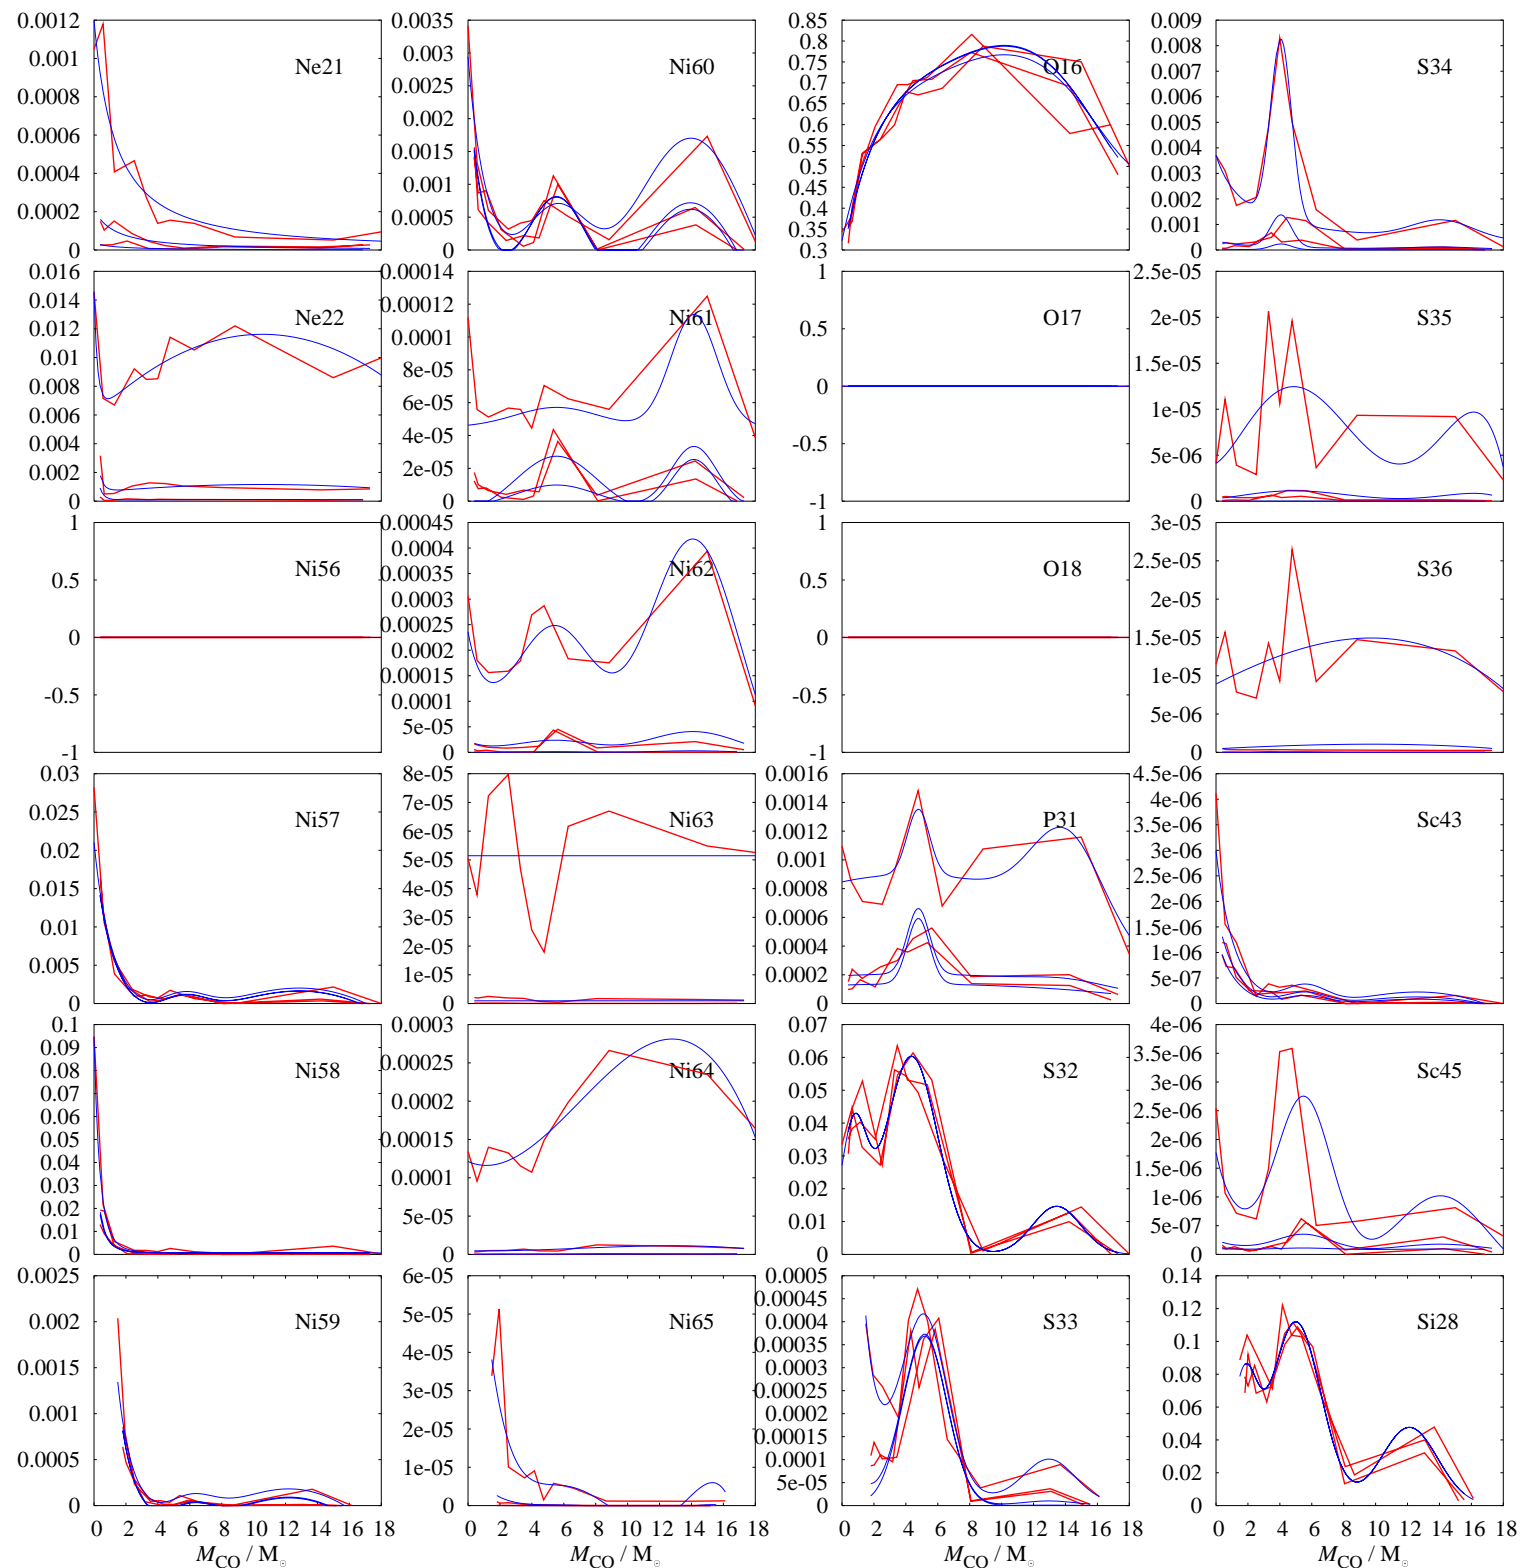 0.0012
0.001
0.0008
0.0006
0.0004
0.0002
0
Ne21
0.0035
0.003
0.0025
0.002
0.0015
0.001
0.0005
0
Ni60
0.85
0.8
0.75
0.7
0.65
0.6
0.55
0.5
0.45
0.4
0.35
0.3
O16
0.009
0.008
0.007
0.006
0.005
0.004
0.003
0.002
0.001
0
S34
0.016
0.014
0.012
0.01
0.008
0.006
0.004
0.002
0
Ne22
0.00014
0.00012
0.0001
8e-05
6e-05
4e-05
2e-05
0
Ni61
1
0.5
0
-0.5
-1
O17
2.5e-05
2e-05
1.5e-05
1e-05
5e-06
0
S35
1
0.5
0
-0.5
-1
Ni56
0.00045
0.0004
0.00035
0.0003
0.00025
0.0002
0.00015
0.0001
5e-05
0
Ni62
1
0.5
0
-0.5
-1
O18
3e-05
2.5e-05
2e-05
1.5e-05
1e-05
5e-06
0
S36
0.03
0.025
0.02
0.015
0.01
0.005
0
Ni57
8e-05
7e-05
6e-05
5e-05
4e-05
3e-05
2e-05
1e-05
0
Ni63
0.0016
0.0014
0.0012
0.001
0.0008
0.0006
0.0004
0.0002
0
P31
4.5e-06
4e-06
3.5e-06
3e-06
2.5e-06
2e-06
1.5e-06
1e-06
5e-07
0
Sc43
0.1
0.09
0.08
0.07
0.06
0.05
0.04
0.03
0.02
0.01
0
Ni58
0.0003
0.00025
0.0002
0.00015
0.0001
5e-05
0
Ni64
0.07
0.06
0.05
0.04
0.03
0.02
0.01
0
S32
4e-06
3.5e-06
3e-06
2.5e-06
2e-06
1.5e-06
1e-06
5e-07
0
Sc45
0.0025
0.002
0.0015
0.001
0.0005
0
Ni59
0 2 4 6 8 10 12 14 16 18
M_CO / M_☉
6e-05
5e-05
4e-05
3e-05
2e-05
1e-05
0
Ni65
0 2 4 6 8 10 12 14 16 18
M_CO / M_☉
0.0005
0.00045
0.0004
0.00035
0.0003
0.00025
0.0002
0.00015
0.0001
5e-05
0
S33
0 2 4 6 8 10 12 14 16 18
M_CO / M_☉
0.14
0.12
0.1
0.08
0.06
0.04
0.02
0
Si28
0 2 4 6 8 10 12 14 16 18
M_CO / M_☉